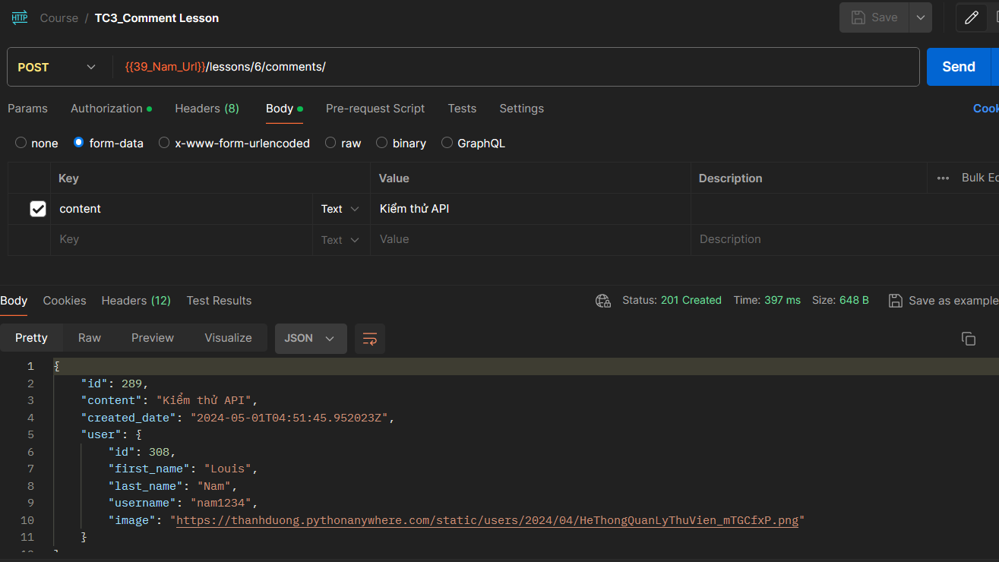 HTTP Course / TC3_Comment Lesson Save
POST {{39_Nam_Url}}/lessons/6/comments/ Send
Params Authorization Headers (8) Body Pre-request Script Tests Settings
none form-data x-www-form-urlencoded raw binary GraphQL
Key Value Description Bulk
content Text Kiểm thử API
Key Text Value Description
Body Cookies Headers (12) Test Results Status: 201 Created Time: 397 ms Size: 648 B Save as example
Pretty Raw Preview Visualize JSON
1 {
2 "id": 289,
3 "content": "Kiểm thử API",
4 "created_date": "2024-05-01T04:51:45.952023Z",
5 "user": {
6 "id": 308,
7 "first_name": "Louis",
8 "last_name": "Nam",
9 "username": "nam1234",
10 "image": "https://thanhduong.pythonanywhere.com/static/users/2024/04/HeThongQuanLyThuVien_mTGCfxP.png"
11 }